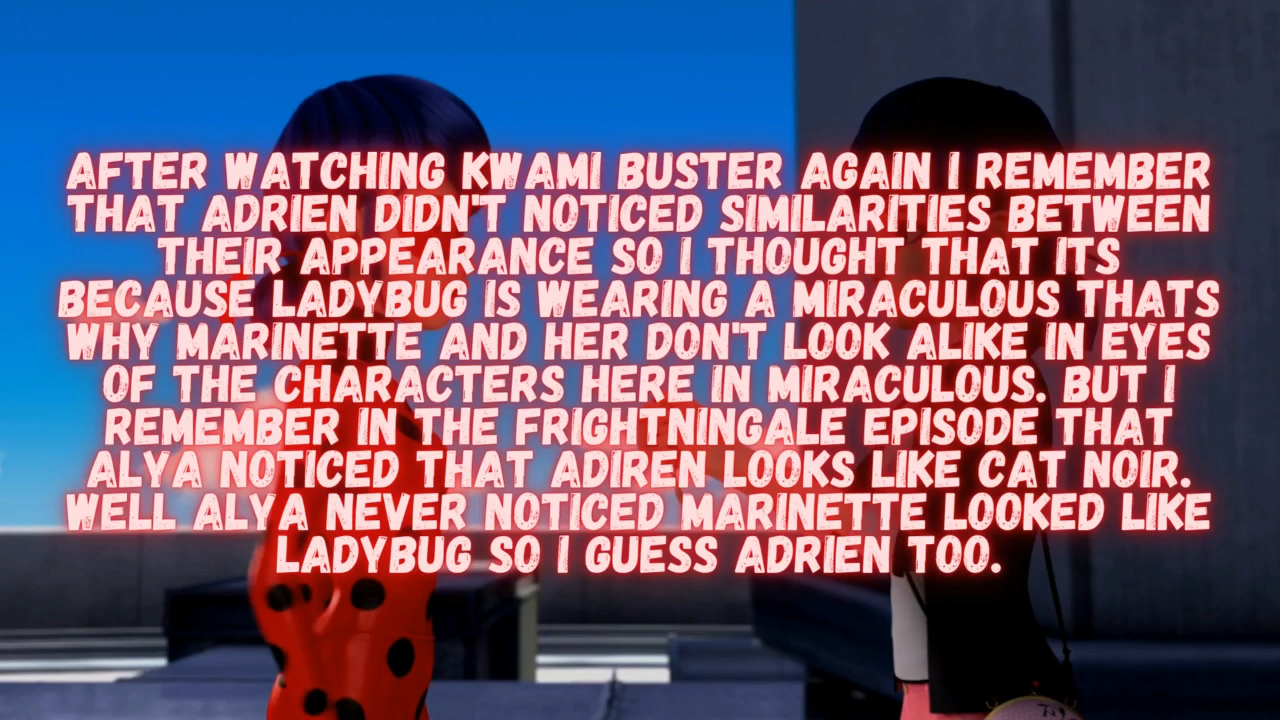 AFTER WATCHING KWAMI BUSTER AGAIN I REMEMBER
THAT ADRIEN DIDN'T NOTICED SIMILARITIES BETWEEN
THEIR APPEARANCE SO I THOUGHT THAT ITS
BECAUSE LADYBUG IS WEARING A MIRACULOUS THATS
WHY MARINETTE AND HER DON'T LOOK ALIKE IN EYES
OF THE CHARACTERS HERE IN MIRACULOUS. BUT I
REMEMBER IN THE FRIGHTNINGALE EPISODE THAT
ALYA NOTICED THAT ADIREN LOOKS LIKE CAT NOIR.
WELL ALYA NEVER NOTICED MARINETTE LOOKED LIKE
LADYBUG SO I GUESS ADRIEN TOO.